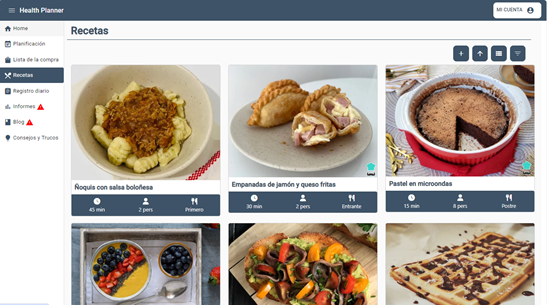 Health Planner
MI CUENTA
Home
Planificación
Lista de la compra
Recetas
Registro diario
Informes
Blog
Consejos y Trucos
Recetas
Ñoquis con salsa boloñesa
45 min
2 pers
Primero
Empanadas de jamón y queso fritas
30 min
2 pers
Entrante
Pastel en microondas
15 min
8 pers
Postre